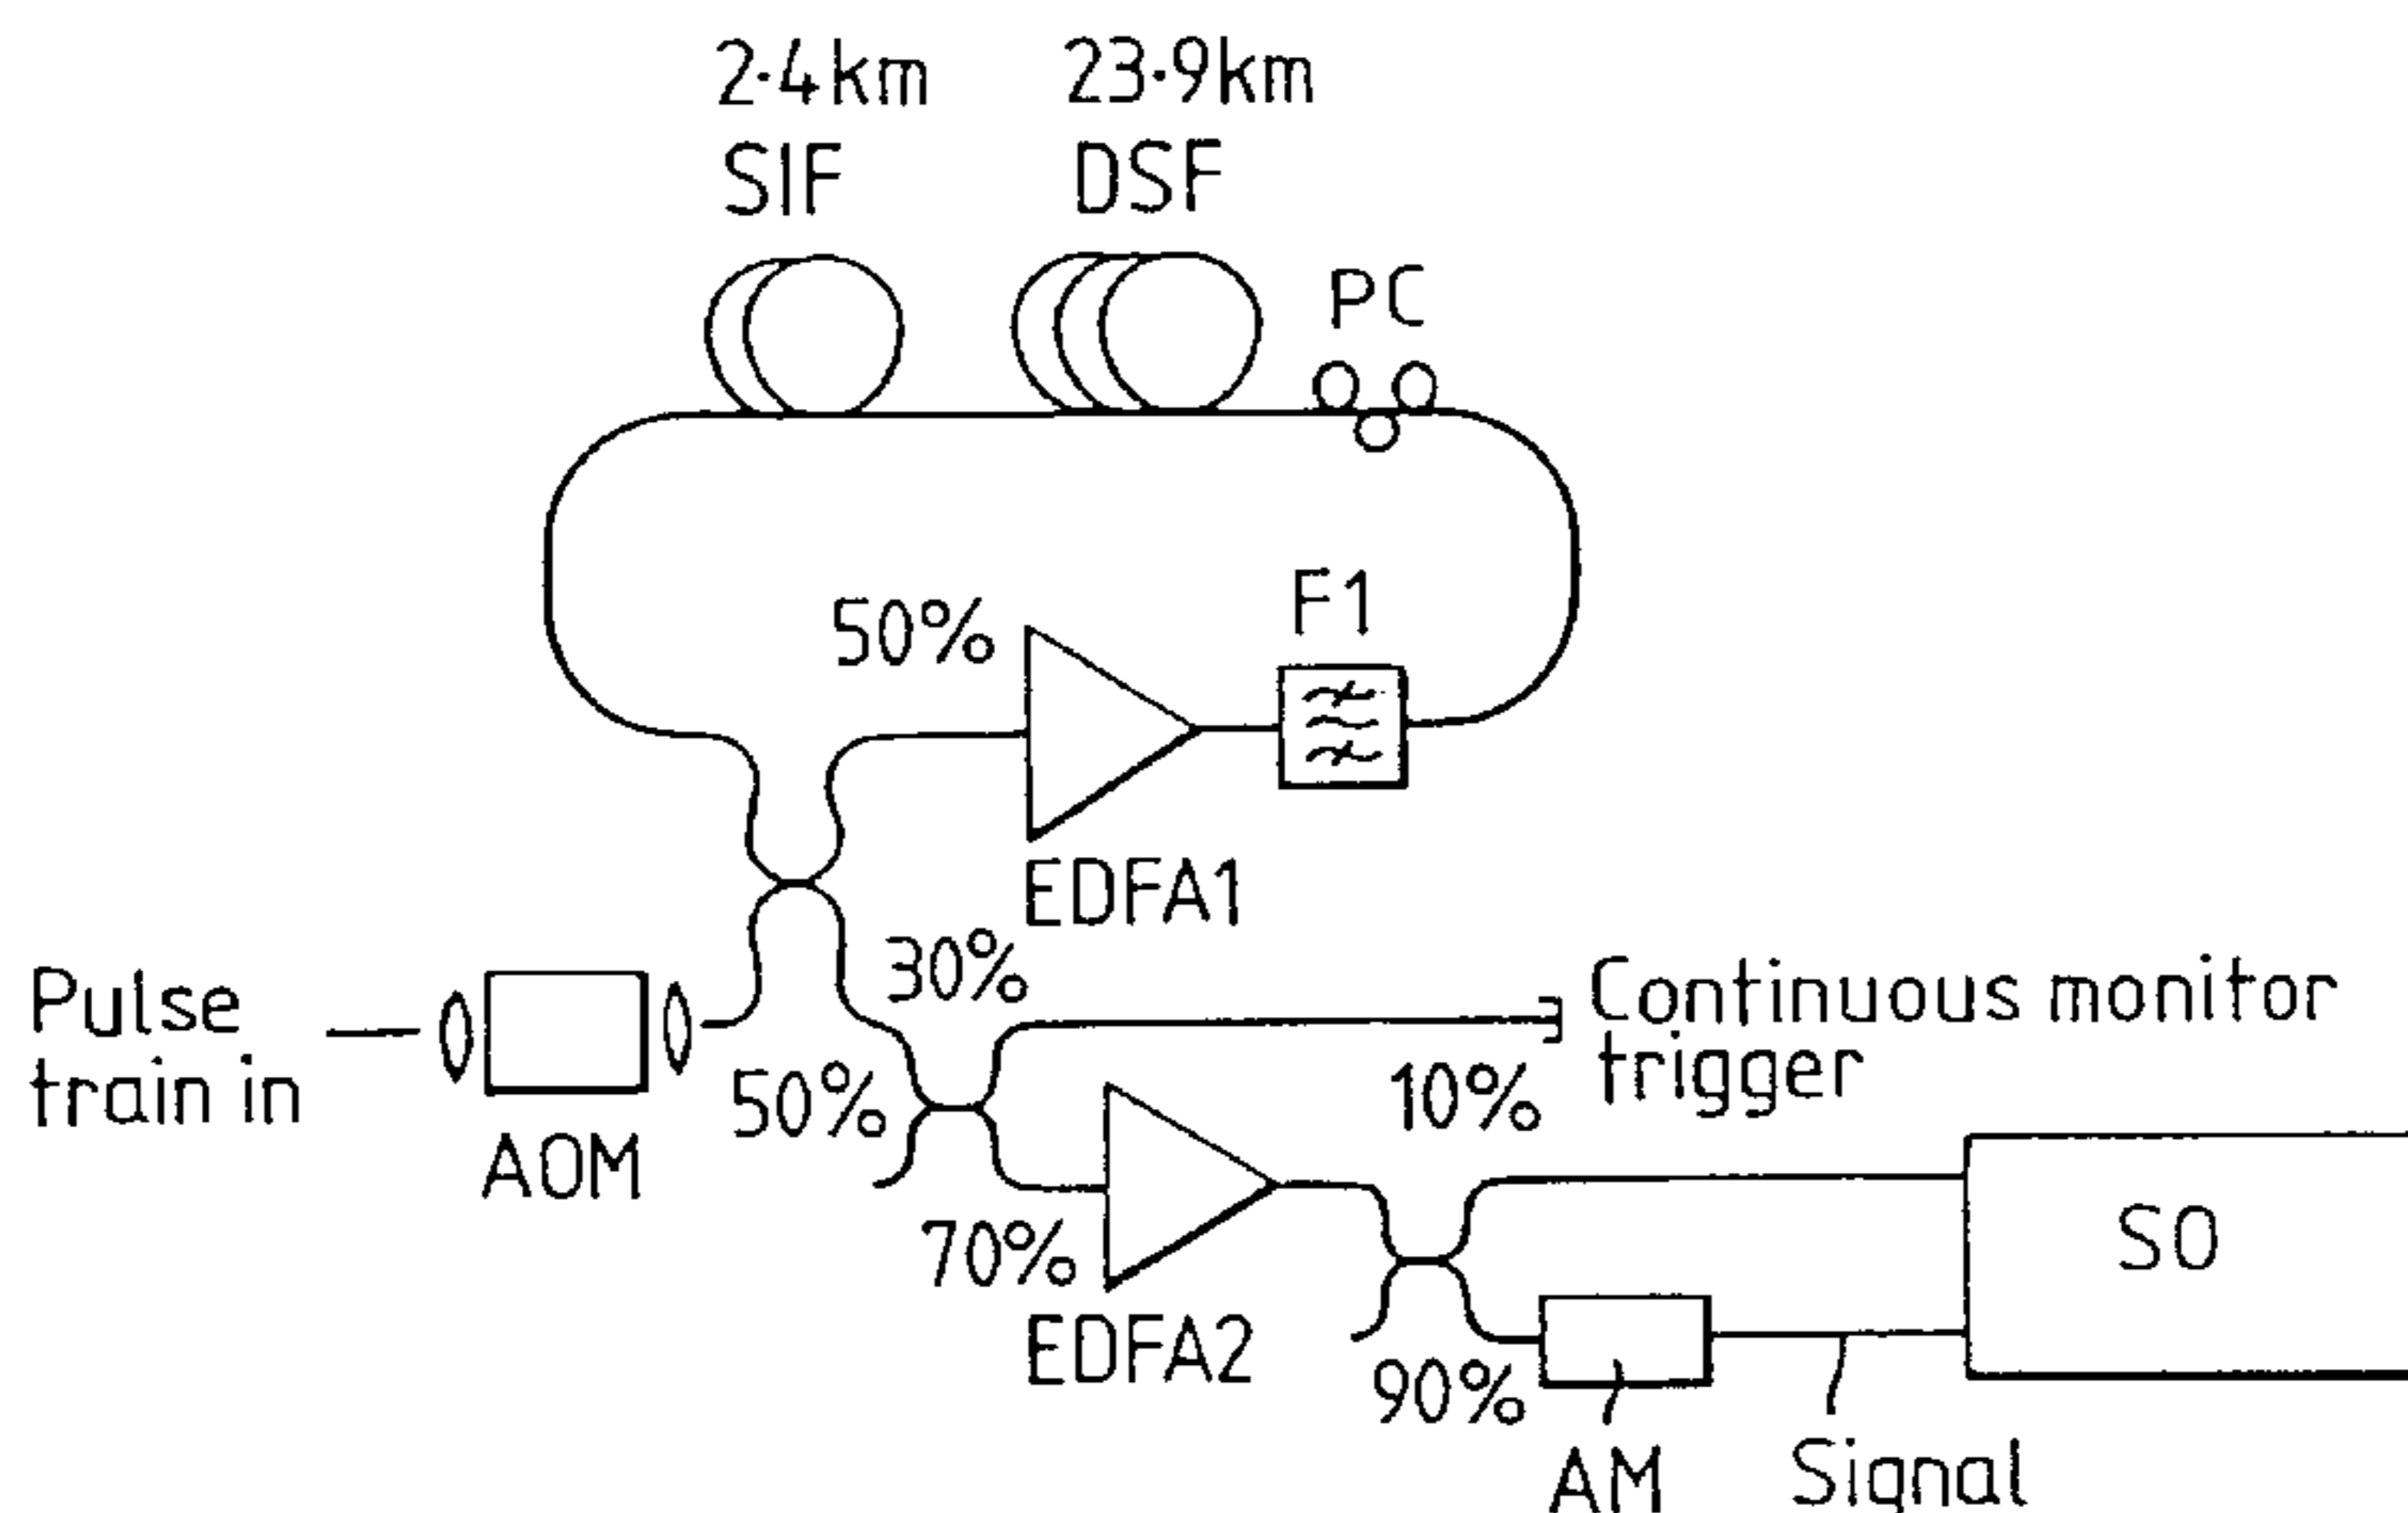 2·4km
SIF
23·9km
DSF
PC
50%
F1
EDFA1
30%
Pulse
train in
AOM
50%
Continuous monitor
trigger
10%
70%
EDFA2
SO
90%
AM
Signal